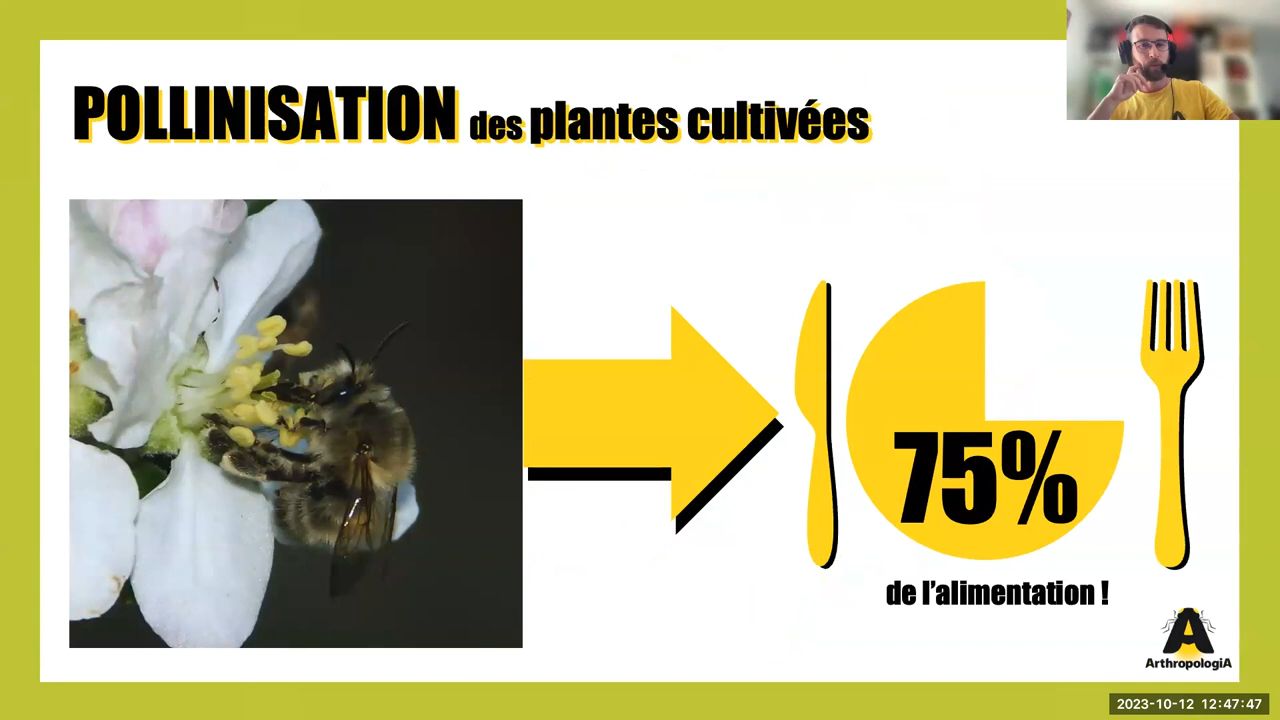 POLLINISATION des plantes cultivées
75%
de l'alimentation !
A
ArthropologiA
2023-10-12 12:47:47